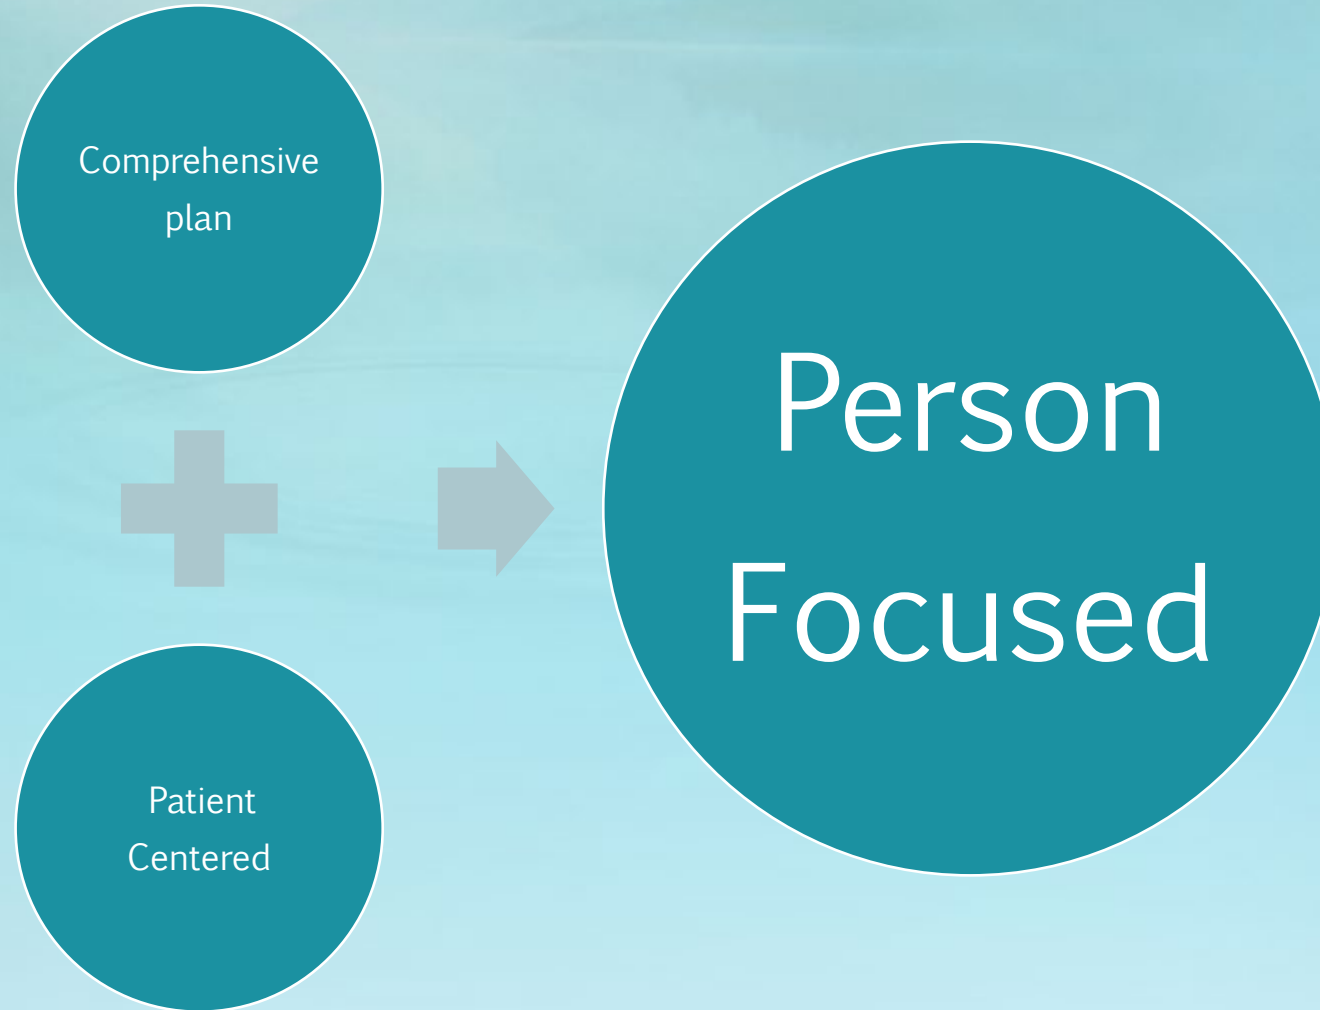 Comprehensive
plan
Patient
Centered
Person
Focused